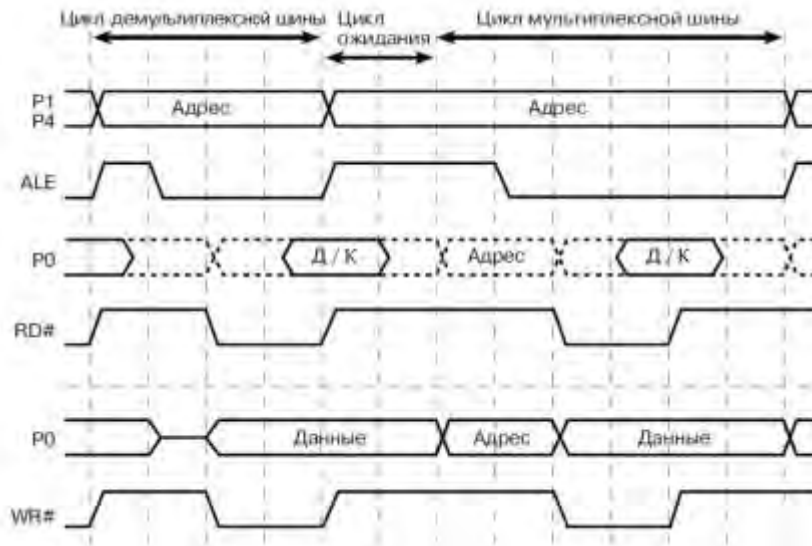 Цикл демультиплексной шины
Цикл
ожидания
Цикл мультиплексной шины
P1
P4
Адрес
Адрес
ALE
P0
Д / К
Адрес
Д / К
RD#
P0
Данные
Адрес
Данные
WR#